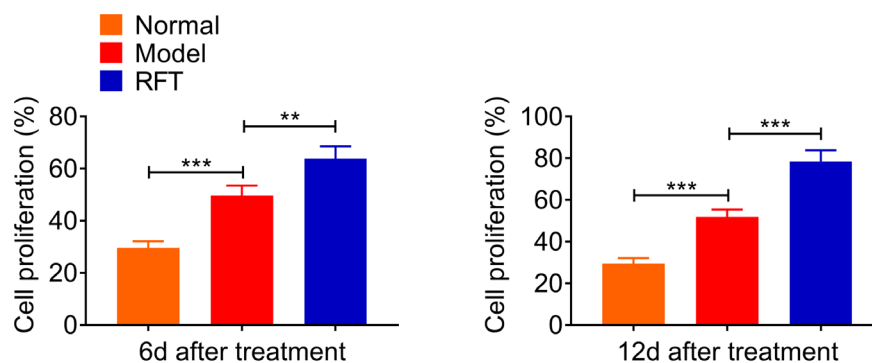 Normal
Model
RFT
Cell proliferation (%)
80
60
40
20
0
***
**
6d after treatment
Cell proliferation (%)
100
80
60
40
20
0
***
***
12d after treatment